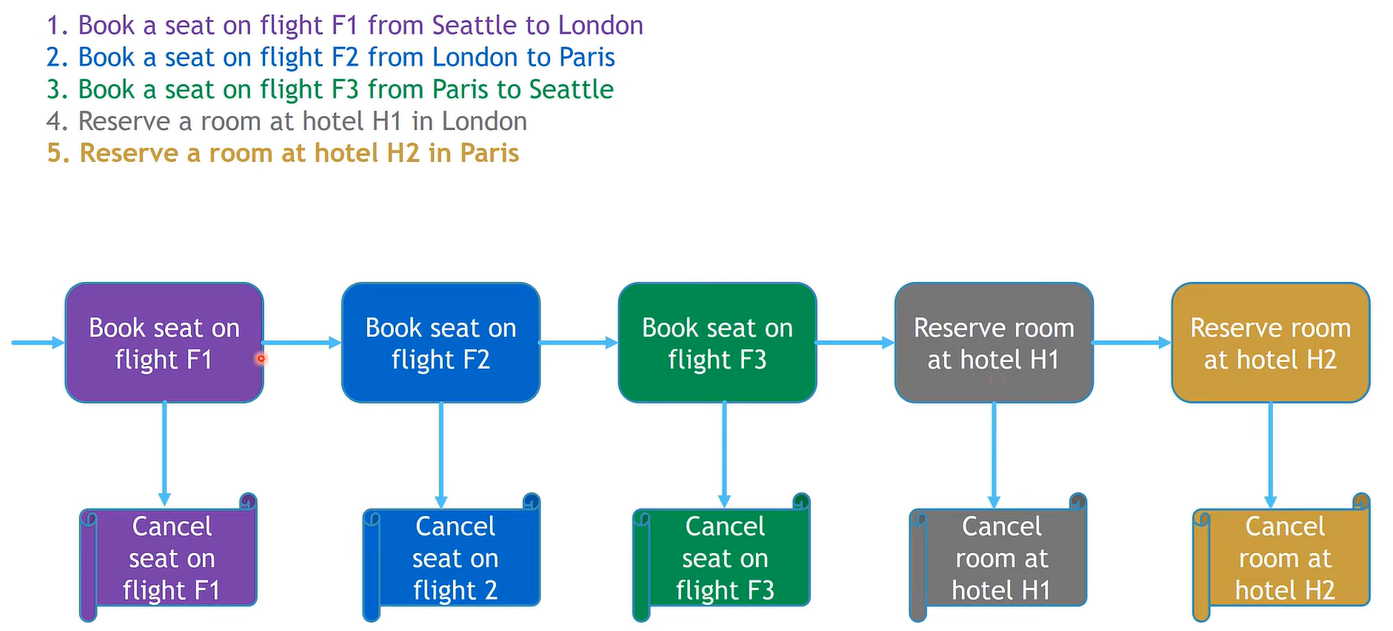 1. Book a seat on flight F1 from Seattle to London
2. Book a seat on flight F2 from London to Paris
3. Book a seat on flight F3 from Paris to Seattle
4. Reserve a room at hotel H1 in London
5. Reserve a room at hotel H2 in Paris
Book seat on
flight F1
Book seat on
flight F2
Book seat on
flight F3
Reserve room
at hotel H1
Reserve room
at hotel H2
Cancel
seat on
flight F1
Cancel
seat on
flight 2
Cancel
seat on
flight F3
Cancel
room at
hotel H1
Cancel
room at
hotel H2